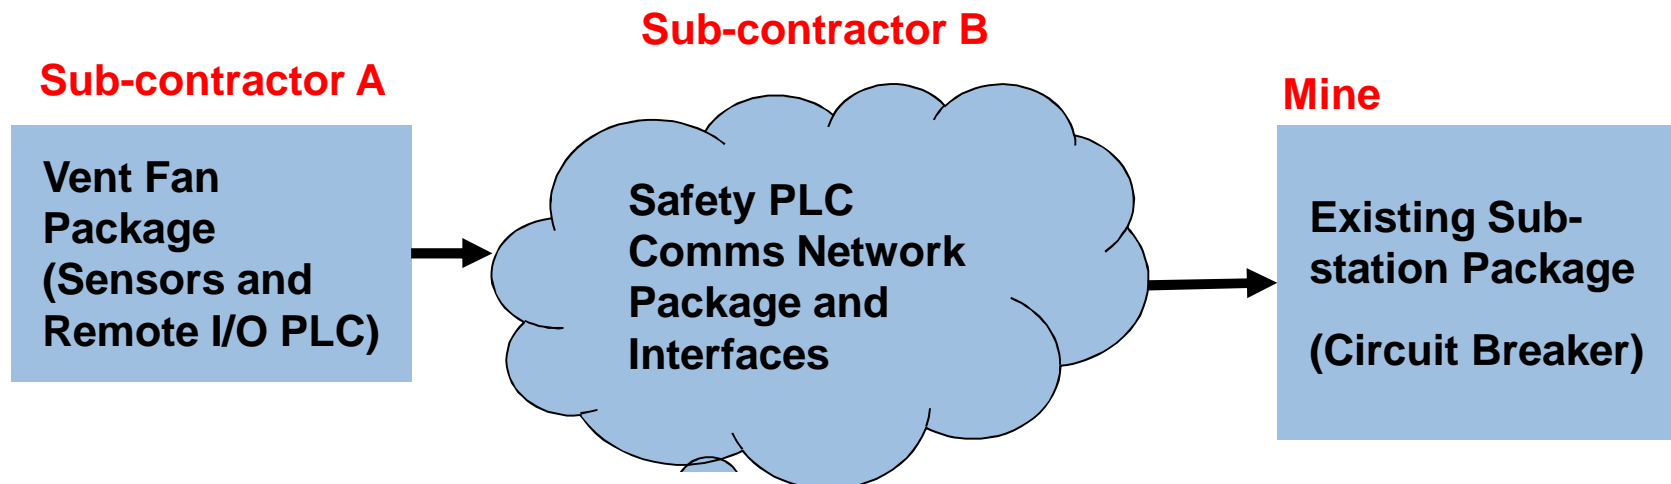 Sub-contractor B
Sub-contractor A
Mine
Vent Fan
Package
(Sensors and
Remote I/O PLC)
Safety PLC
Comms Network
Package and
Interfaces
Existing Sub-
station Package
(Circuit Breaker)